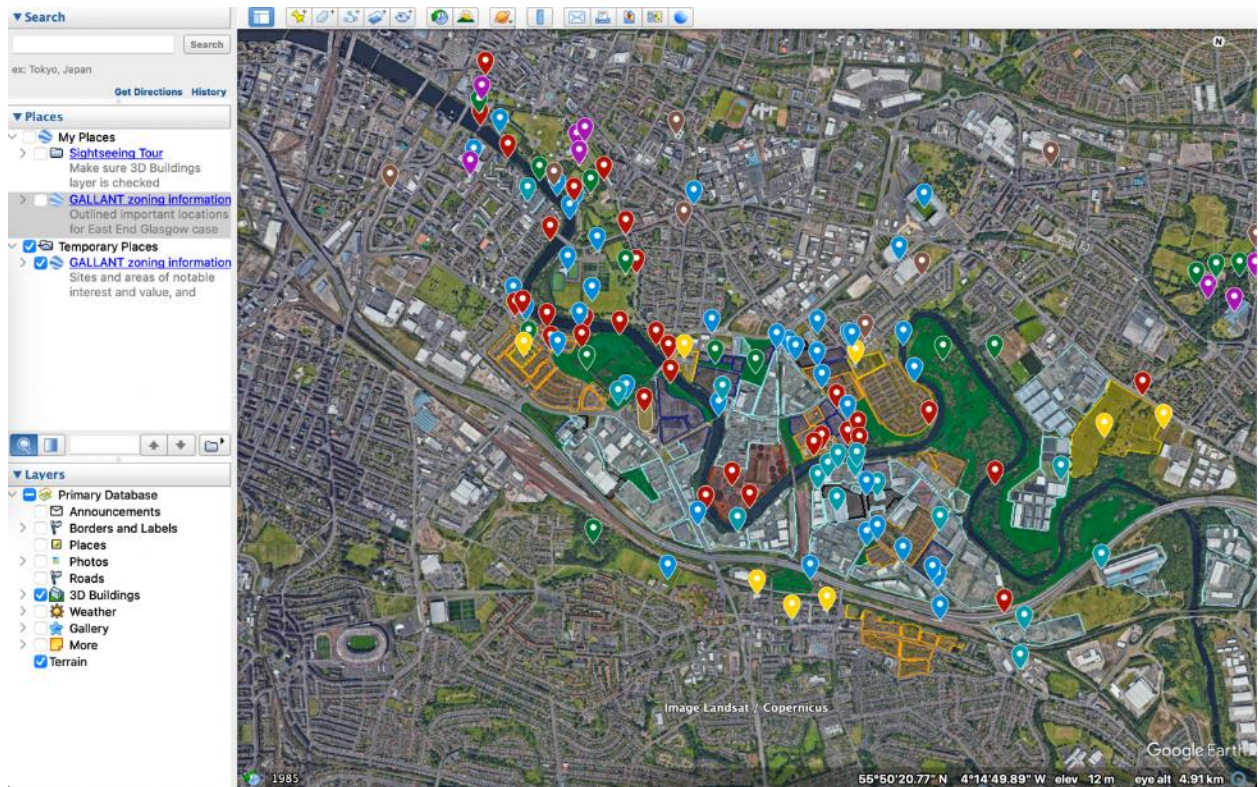 Search
Search
ex: Tokyo, Japan
Get Directions History
Places
My Places
Sightseeing Tour
Make sure 3D Buildings
layer is checked
GALLANT zoning information
Outlined important locations
for East End Glasgow case
Temporary Places
GALLANT zoning information
Sites and areas of notable
interest and value, and
Layers
Primary Database
Announcements
Borders and Labels
Places
Photos
Roads
3D Buildings
Weather
Gallery
More
Terrain
N
Image Landsat / Copernicus
Google Earth
1985
55°50'20.77" N 4°14'49.89" W elev 12 m eye alt 4.91 km